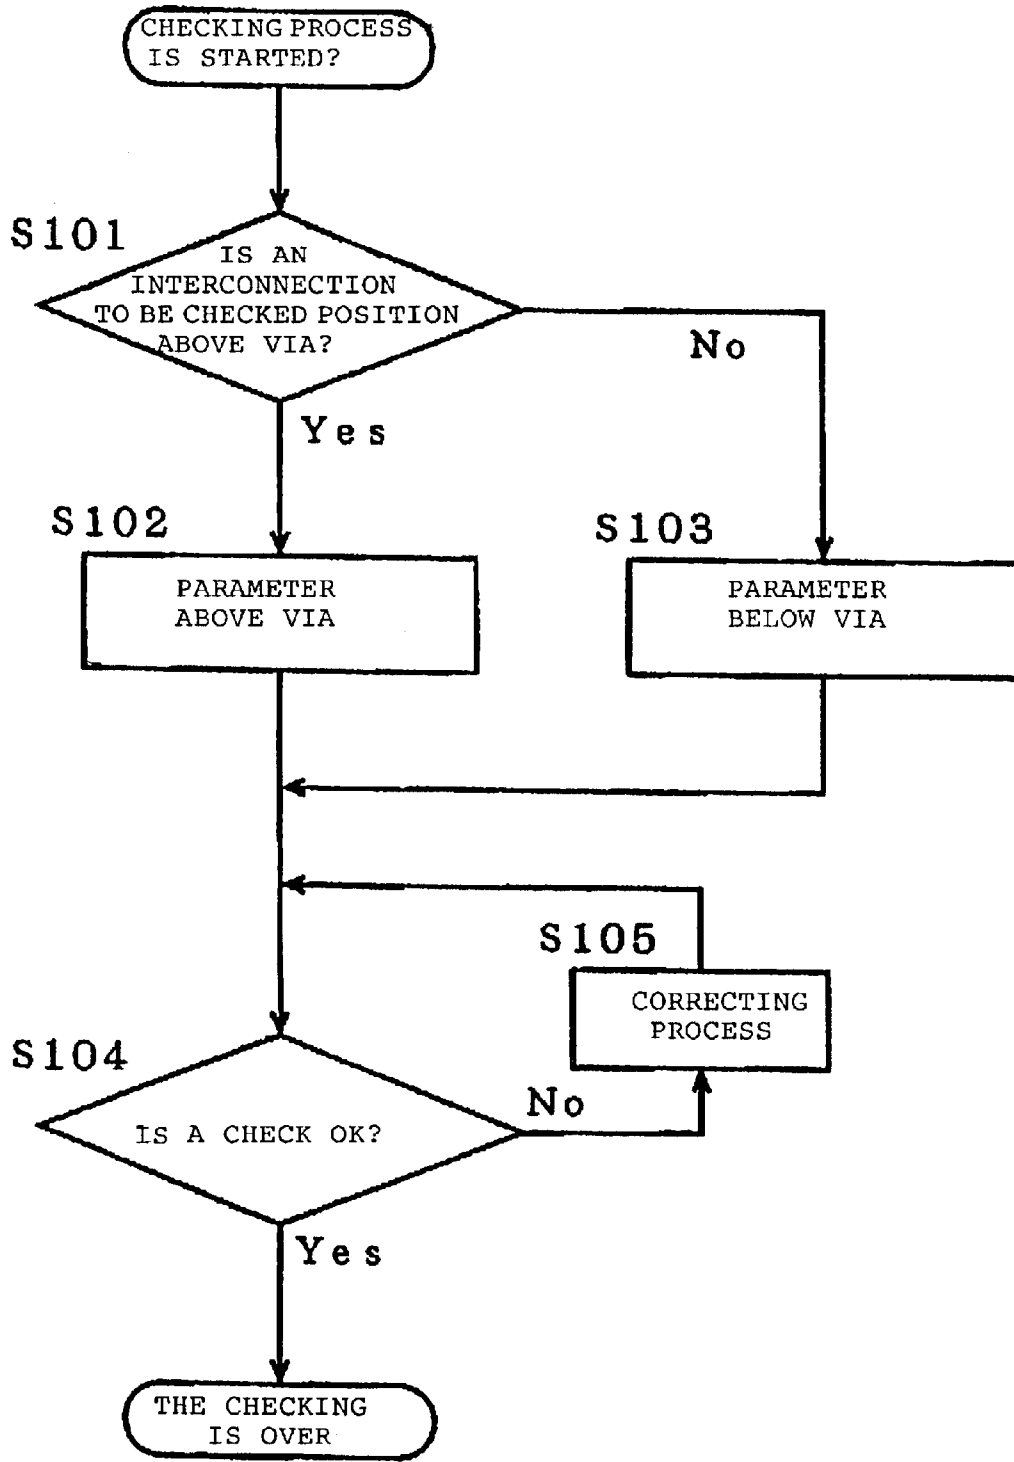 CHECKING PROCESS
IS STARTED?
S101
IS AN
INTERCONNECTION
TO BE CHECKED POSITION
ABOVE VIA?
No
Yes
S102
PARAMETER
ABOVE VIA
S103
PARAMETER
BELOW VIA
S105
CORRECTING
PROCESS
S104
IS A CHECK OK?
No
Yes
THE CHECKING
IS OVER